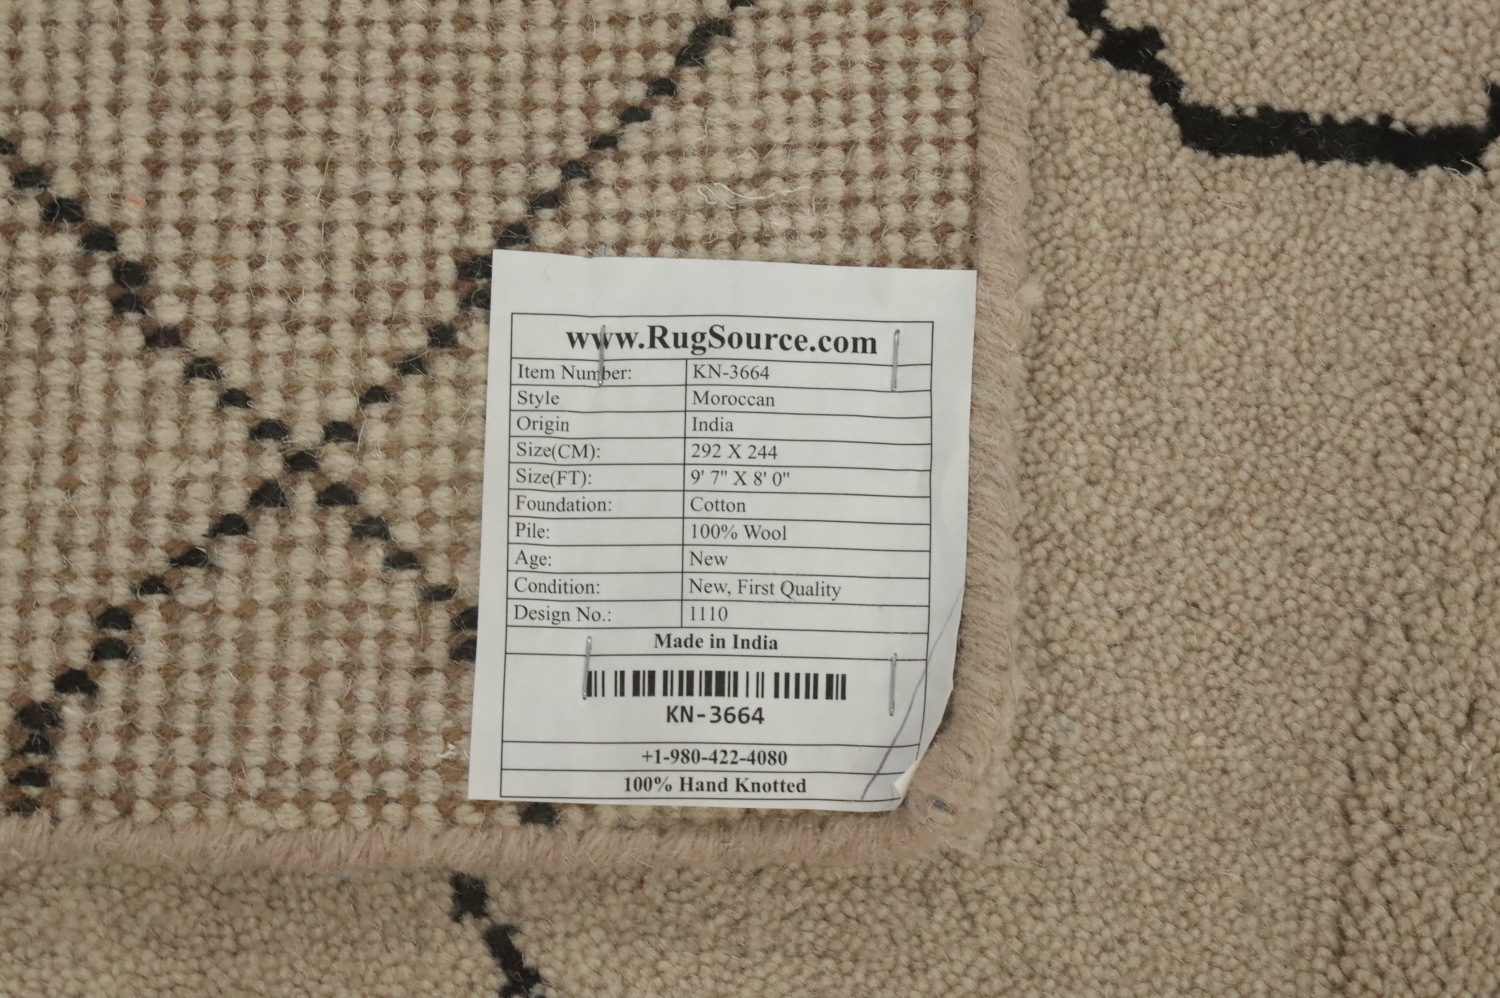 www.RugSource.com
Item Number: KN-3664
Style Moroccan
Origin India
Size(CM): 292 X 244
Size(FT): 9' 7" X 8' 0"
Foundation: Cotton
Pile: 100% Wool
Age: New
Condition: New, First Quality
Design No.: 1110
Made in India
KN-3664
+1-980-422-4080
100% Hand Knotted